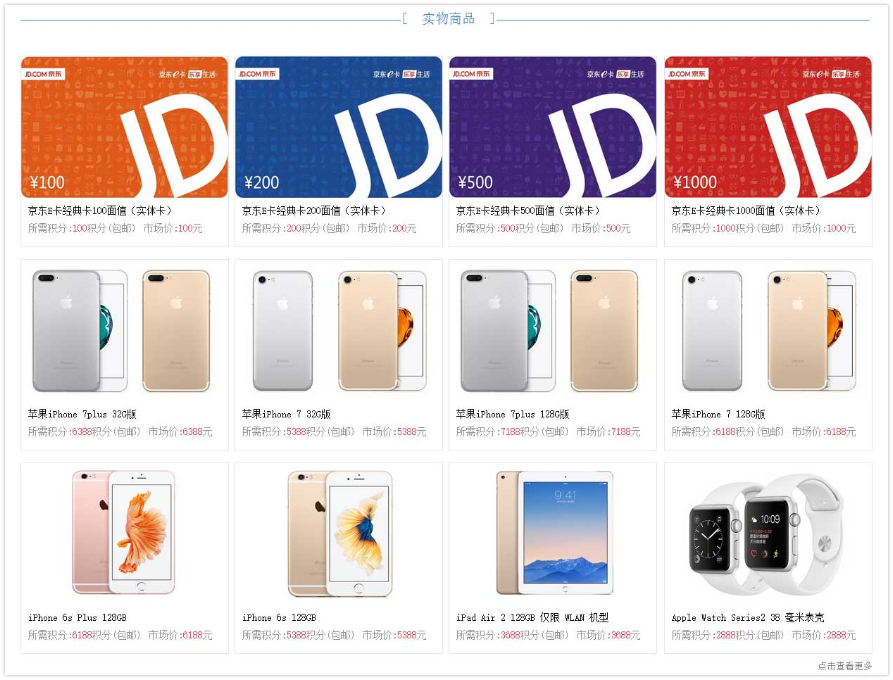 [ 实物商品 ]
JD.COM 京东 京东e卡 乐享生活
JD
¥100
JD.COM 京东 京东e卡 乐享生活
JD
¥200
JD.COM 京东 京东e卡 乐享生活
JD
¥500
JD.COM 京东 京东e卡 乐享生活
JD
¥1000
京东E卡经典卡100面值（实体卡）
所需积分:100积分(包邮) 市场价:100元
京东E卡经典卡200面值（实体卡）
所需积分:200积分(包邮) 市场价:200元
京东E卡经典卡500面值（实体卡）
所需积分:500积分(包邮) 市场价:500元
京东E卡经典卡1000面值（实体卡）
所需积分:1000积分(包邮) 市场价:1000元
苹果iPhone 7plus 32G版
所需积分:6388积分(包邮) 市场价:6388元
苹果iPhone 7 32G版
所需积分:5388积分(包邮) 市场价:5388元
苹果iPhone 7plus 128G版
所需积分:7188积分(包邮) 市场价:7188元
苹果iPhone 7 128G版
所需积分:6188积分(包邮) 市场价:6188元
9:41
10:09
iPhone 6s Plus 128GB
所需积分:6188积分(包邮) 市场价:6188元
iPhone 6s 128GB
所需积分:5388积分(包邮) 市场价:5388元
iPad Air 2 128GB 仅限 WLAN 机型
所需积分:3688积分(包邮) 市场价:3688元
Apple Watch Series2 38 毫米表壳
所需积分:2888积分(包邮) 市场价:2888元
点击查看更多